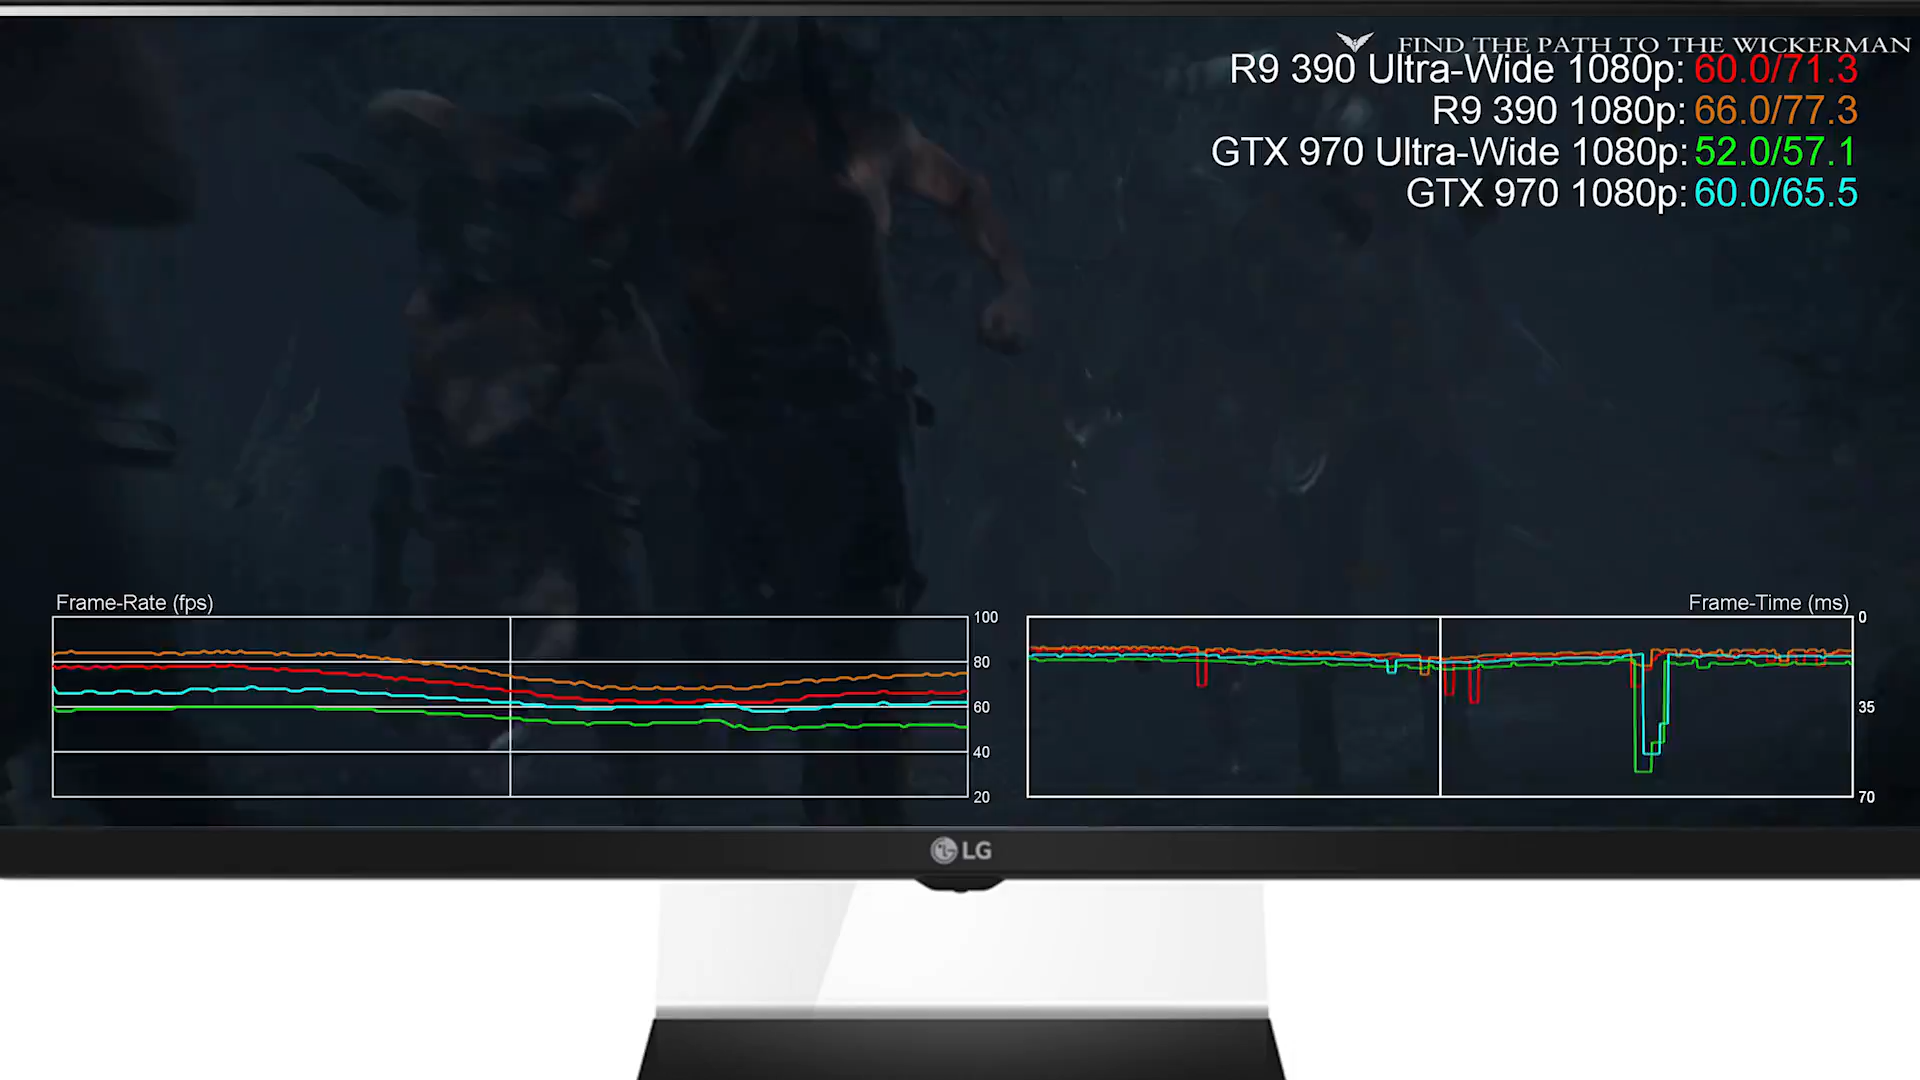 FIND THE PATH TO THE WICKERMAN
R9 390 Ultra-Wide 1080p: 60.0/71.3
R9 390 1080p: 66.0/77.3
GTX 970 Ultra-Wide 1080p: 52.0/57.1
GTX 970 1080p: 60.0/65.5
Frame-Rate (fps)
100
80
60
40
20
Frame-Time (ms)
0
35
70
LG